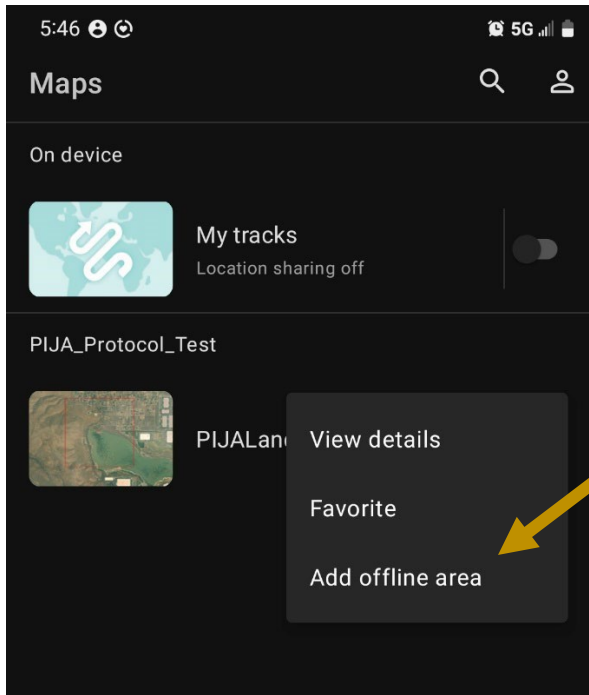 5:46 5G
Maps
On device
My tracks
Location sharing off
PIJA_Protocol_Test
PIJALan
View details
Favorite
Add offline area